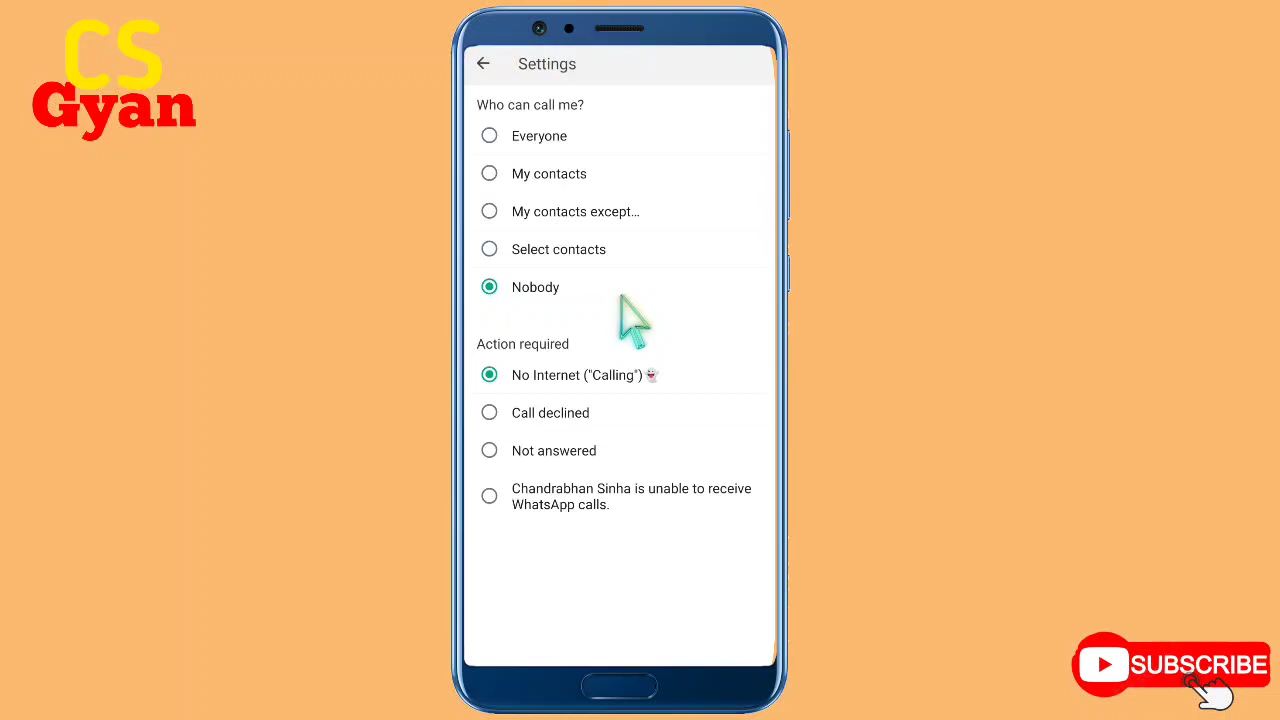 CS
Gyan
Settings
Who can call me?
Everyone
My contacts
My contacts except...
Select contacts
Nobody
Action required
No Internet ("Calling")👻
Call declined
Not answered
Chandrabhan Sinha is unable to receive
WhatsApp calls.
SUBSCRIBE